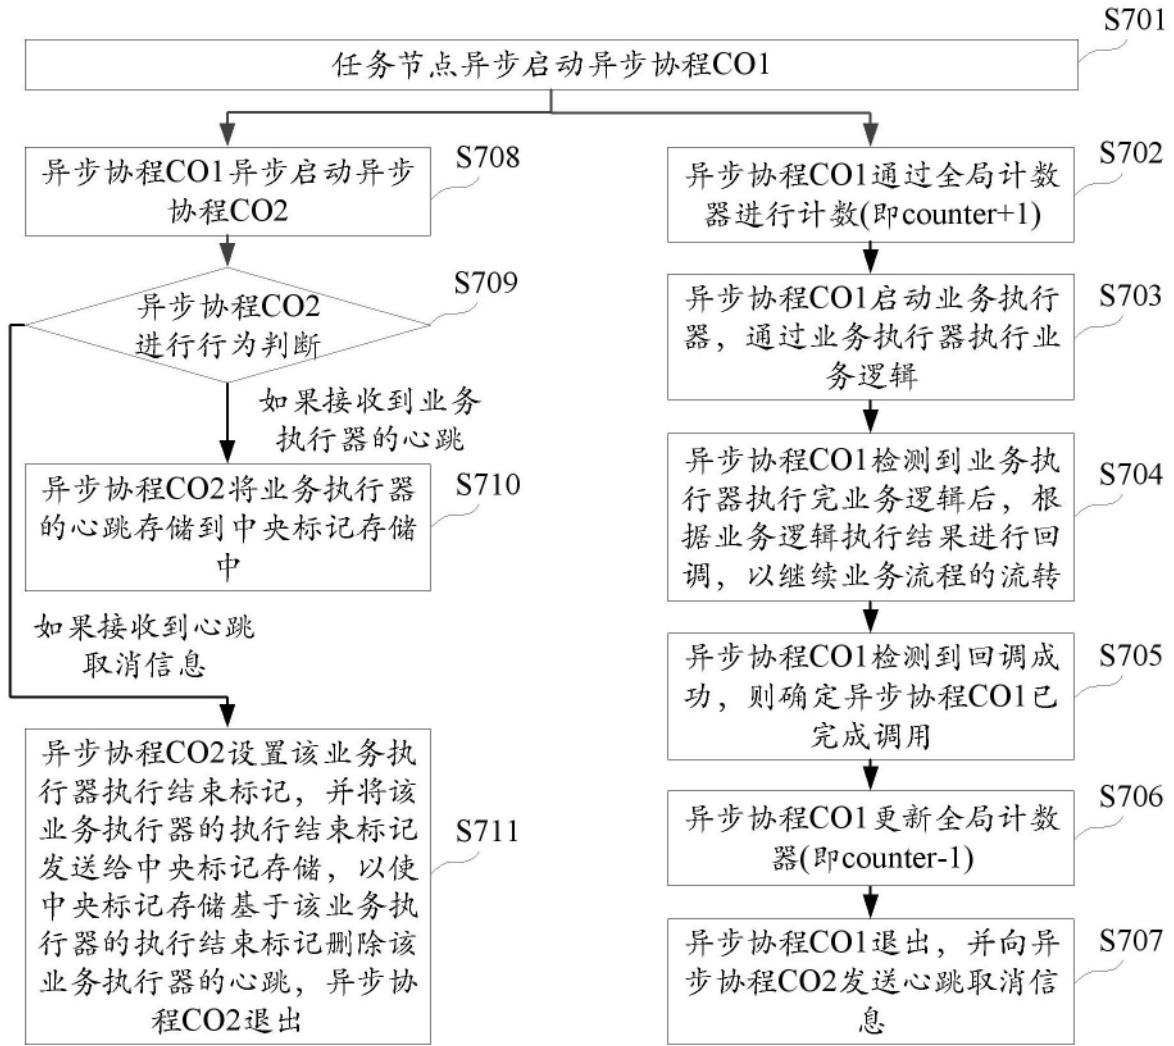 S701
任务节点异步启动异步协程CO1
S708
异步协程CO1异步启动异步
协程CO2
S709
异步协程CO2
进行行为判断
如果接收到业务
执行器的心跳
S710
异步协程CO2将业务执行器
的心跳存储到中央标记存储
中
如果接收到心跳
取消信息
S711
异步协程CO2设置该业务执
行器执行结束标记，并将该
业务执行器的执行结束标记
发送给中央标记存储，以使
中央标记存储基于该业务执
行器的执行结束标记删除该
业务执行器的心跳，异步协
程CO2退出
S702
异步协程CO1通过全局计数
器进行计数(即counter+1)
S703
异步协程CO1启动业务执行
器，通过业务执行器执行业
务逻辑
S704
异步协程CO1检测到业务执
行器执行完业务逻辑后，根
据业务逻辑执行结果进行回
调，以继续业务流程的流转
S705
异步协程CO1检测到回调成
功，则确定异步协程CO1已
完成调用
S706
异步协程CO1更新全局计数
器(即counter-1)
S707
异步协程CO1退出，并向异
步协程CO2发送心跳取消信
息